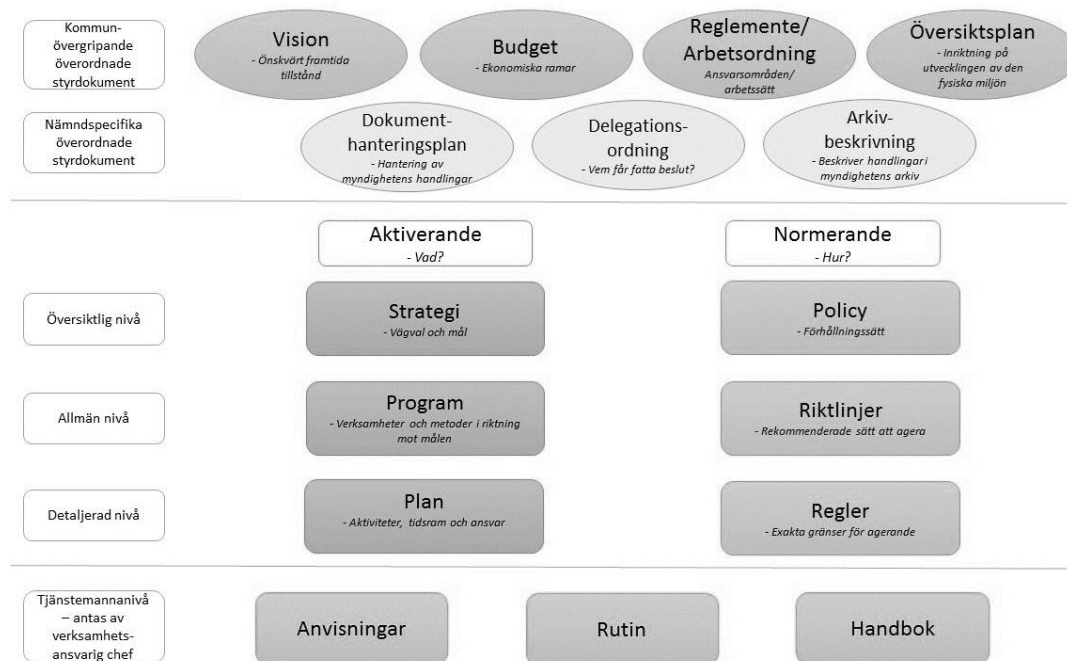 Kommun-
övergripande
överordnade
styrdokument
Vision
- Önskvärt framtida
tillstånd
Budget
- Ekonomiska ramar
Reglemente/
Arbetsordning
Ansvarsområden/
arbetssätt
Översiktsplan
- Inriktning på
utvecklingen av den
fysiska miljön
Nämndspecifika
överordnade
styrdokument
Dokument-
hanteringsplan
- Hantering av
myndighetens handlingar
Delegations-
ordning
- Vem får fatta beslut?
Arkiv-
beskrivning
- Beskriver handlingar i
myndighetens arkiv
Aktiverande
- Vad?
Normerande
- Hur?
Översiktlig nivå
Strategi
- Vägval och mål
Policy
- Förhållningssätt
Allmän nivå
Program
- Verksamheter och metoder i riktning
mot målen
Riktlinjer
- Rekommenderade sätt att agera
Detaljerad nivå
Plan
- Aktiviteter, tidsram och ansvar
Regler
- Exakta gränser för agerande
Tjänstemannanivå
– antas av
verksamhets-
ansvarig chef
Anvisningar
Rutin
Handbok